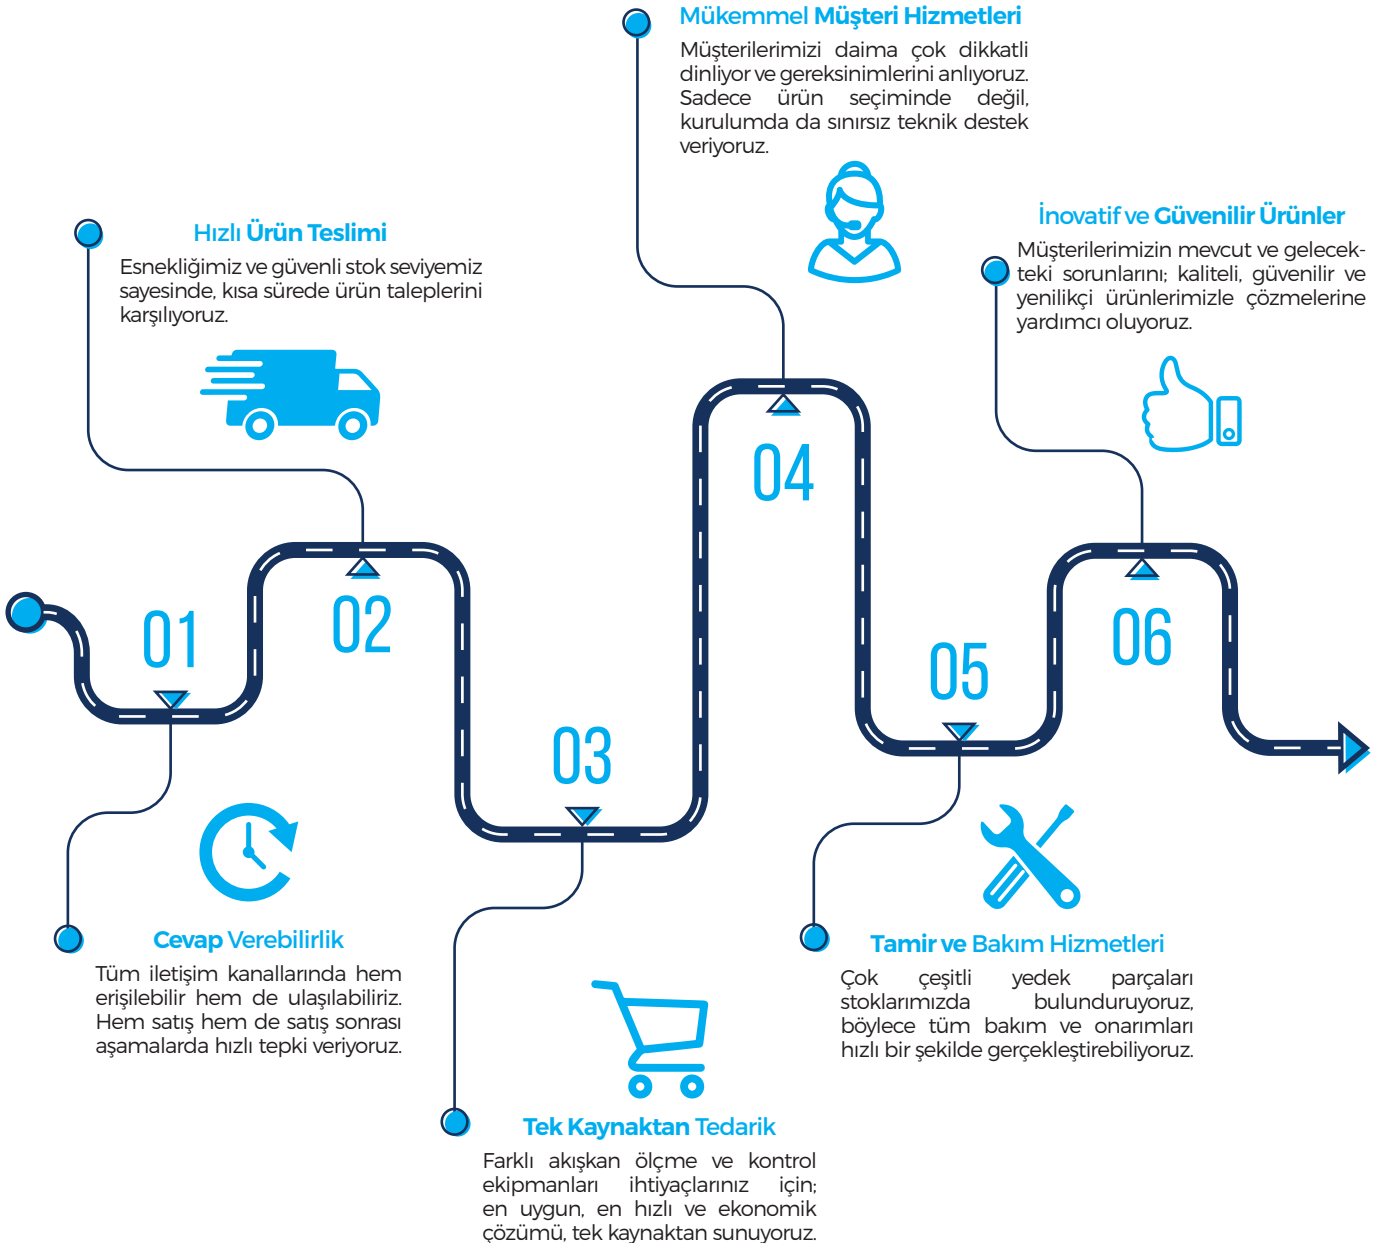 Mükemmel Müşteri Hizmetleri
Müşterilerimizi daima çok dikkatli
dinliyor ve gereksinimlerini anlıyoruz.
Sadece ürün seçiminde değil,
kurulumda da sınırsız teknik destek
veriyoruz.
Hızlı Ürün Teslimi
Esnekliğimiz ve güvenli stok seviyemiz
sayesinde, kısa sürede ürün taleplerini
karşılıyoruz.
İnovatif ve Güvenilir Ürünler
Müşterilerimizin mevcut ve gelecek-
teki sorunlarını; kaliteli, güvenilir ve
yenilikçi ürünlerimizle çözmelerine
yardımcı oluyoruz.
01
02
03
04
05
06
Cevap Verebilirlik
Tüm iletişim kanallarında hem
erişilebilir hem de ulaşılabiliriz.
Hem satış hem de satış sonrası
aşamalarda hızlı tepki veriyoruz.
Tek Kaynaktan Tedarik
Farklı akışkan ölçme ve kontrol
ekipmanları ihtiyaçlarınız için;
en uygun, en hızlı ve ekonomik
çözümü, tek kaynaktan sunuyoruz.
Tamir ve Bakım Hizmetleri
Çok çeşitli yedek parçaları
stoklarımızda bulunduruyoruz,
böylece tüm bakım ve onarımları
hızlı bir şekilde gerçekleştirebiliyoruz.